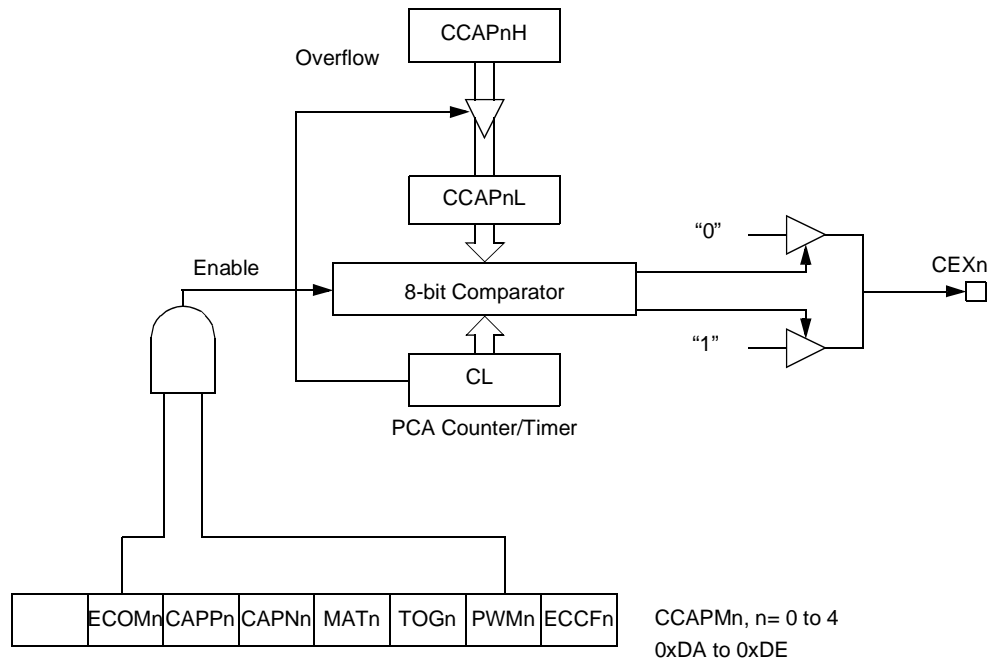 CCAPnH
Overflow
CCAPnL
“0”
Enable
CEXn
8-bit Comparator
“1”
CL
PCA Counter/Timer
ECOMn CAPPn CAPNn MATn TOGn PWMn ECCFn
CCAPMn, n= 0 to 4
0xDA to 0xDE